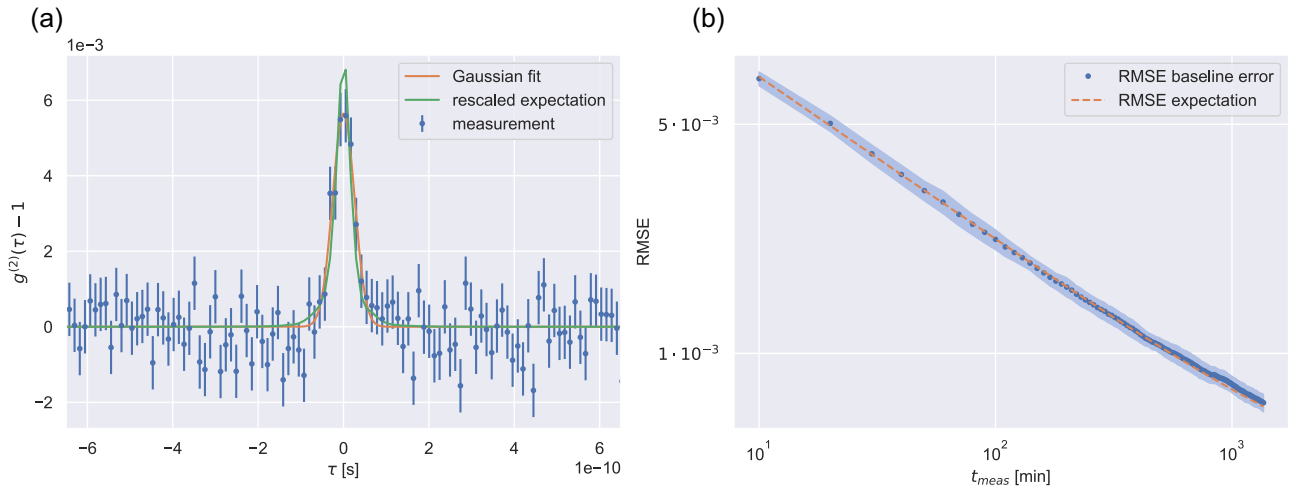 (a)
1e−3
Gaussian fit
rescaled expectation
measurement
6
4
2
0
−2
g⁽²⁾(τ) − 1
−6
−4
−2
0
2
4
6
τ [s]
1e−10
(b)
RMSE baseline error
RMSE expectation
5 · 10⁻³
1 · 10⁻³
RMSE
10¹
10²
10³
t_meas [min]